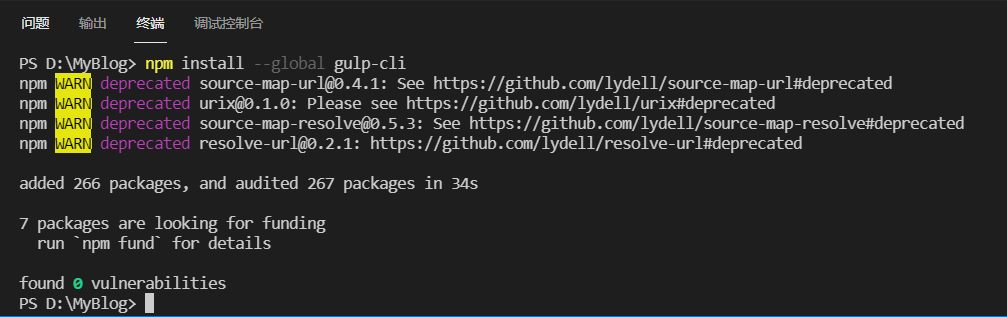 问题 输出 终端 调试控制台
PS D:\MyBlog> npm install --global gulp-cli
npm WARN deprecated source-map-url@0.4.1: See https://github.com/lydell/source-map-url#deprecated
npm WARN deprecated urix@0.1.0: Please see https://github.com/lydell/urix#deprecated
npm WARN deprecated source-map-resolve@0.5.3: See https://github.com/lydell/source-map-resolve#deprecated
npm WARN deprecated resolve-url@0.2.1: https://github.com/lydell/resolve-url#deprecated
added 266 packages, and audited 267 packages in 34s
7 packages are looking for funding
run `npm fund` for details
found 0 vulnerabilities
PS D:\MyBlog>